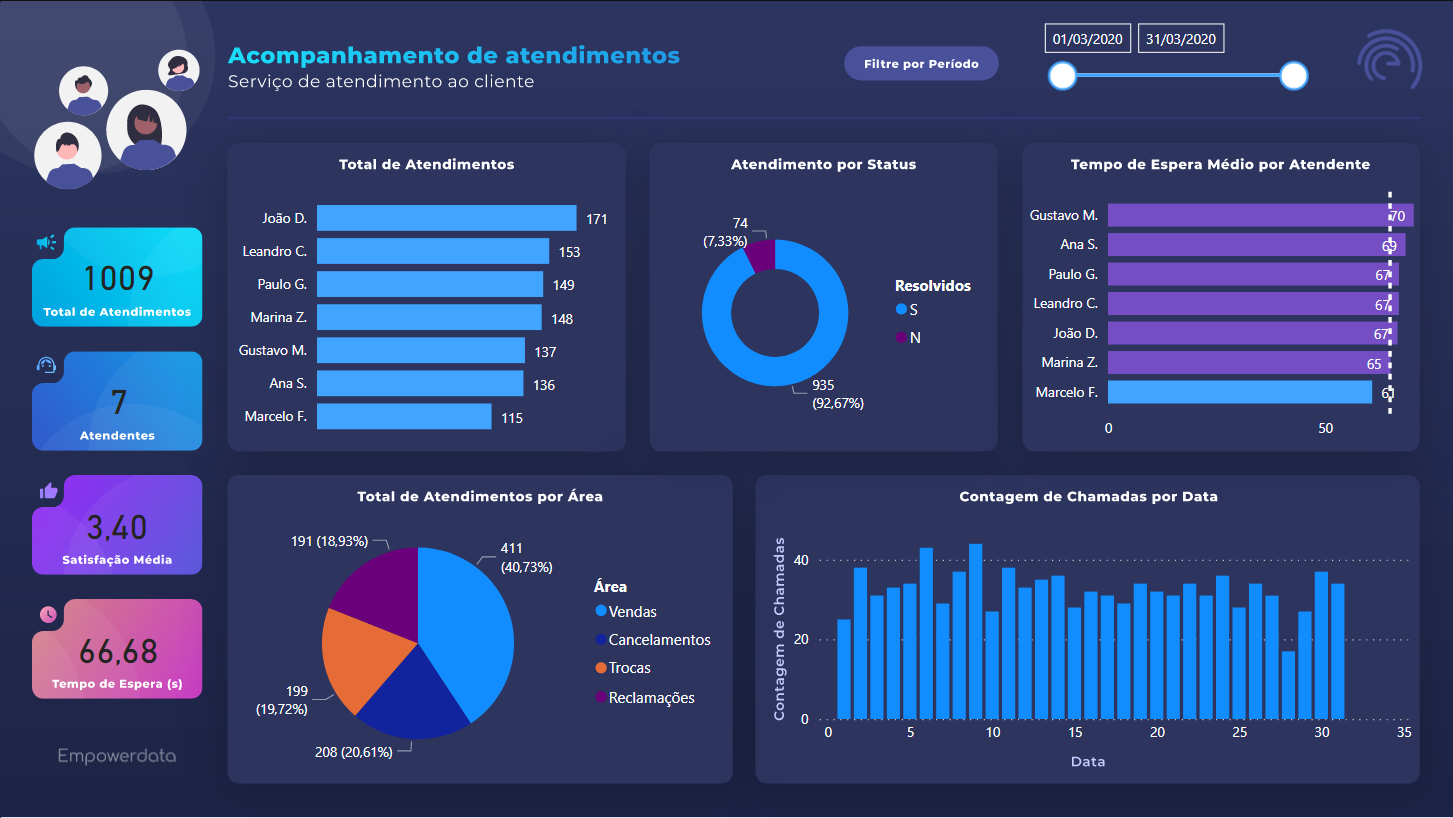 Acompanhamento de atendimentos
Serviço de atendimento ao cliente
Filtre por Período
01/03/2020
31/03/2020
1009
Total de Atendimentos
7
Atendentes
3,40
Satisfação Média
66,68
Tempo de Espera (s)
Empowerdata
Total de Atendimentos
João D. 171
Leandro C. 153
Paulo G. 149
Marina Z. 148
Gustavo M. 137
Ana S. 136
Marcelo F. 115
Atendimento por Status
74
(7,33%)
935
(92,67%)
Resolvidos
S
N
Tempo de Espera Médio por Atendente
Gustavo M. 70
Ana S. 69
Paulo G. 67
Leandro C. 67
João D. 67
Marina Z. 65
Marcelo F. 61
0 50
Total de Atendimentos por Área
191 (18,93%)
411
(40,73%)
199
(19,72%)
208 (20,61%)
Área
Vendas
Cancelamentos
Trocas
Reclamações
Contagem de Chamadas por Data
Contagem de Chamadas
40
20
0
0 5 10 15 20 25 30 35
Data